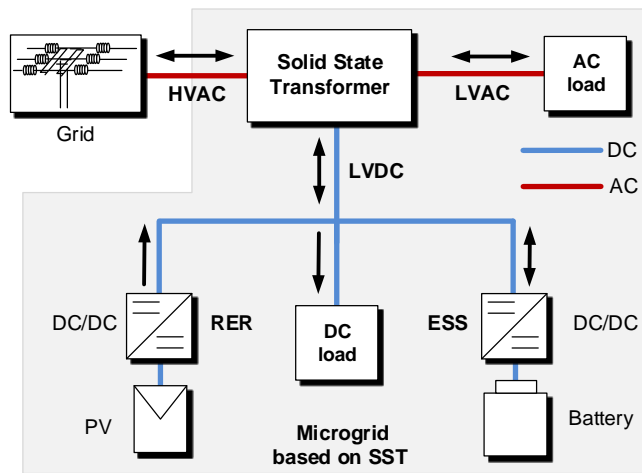 Solid State
Transformer
AC
load
HVAC
LVAC
Grid
LVDC
DC
AC
DC/DC
RER
DC
load
ESS
DC/DC
PV
Battery
Microgrid
based on SST